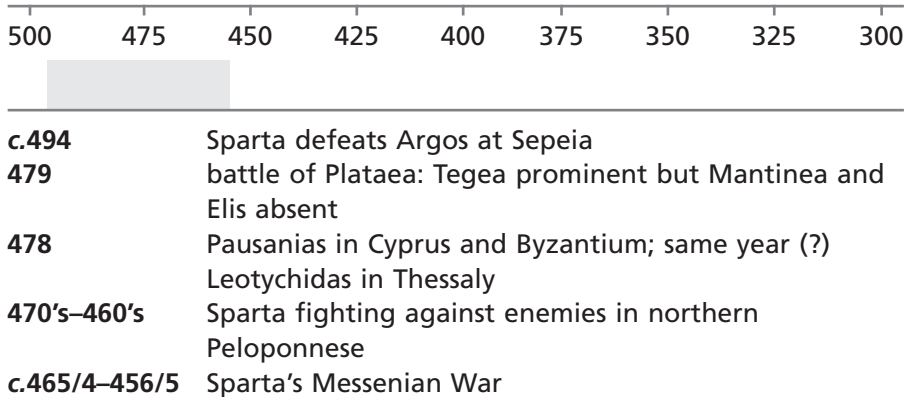 500 475 450 425 400 375 350 325 300
c.494 Sparta defeats Argos at Sepeia
479 battle of Plataea: Tegea prominent but Mantinea and
Elis absent
478 Pausanias in Cyprus and Byzantium; same year (?)
Leotychidas in Thessaly
470's–460's Sparta fighting against enemies in northern
Peloponnese
c.465/4–456/5 Sparta's Messenian War